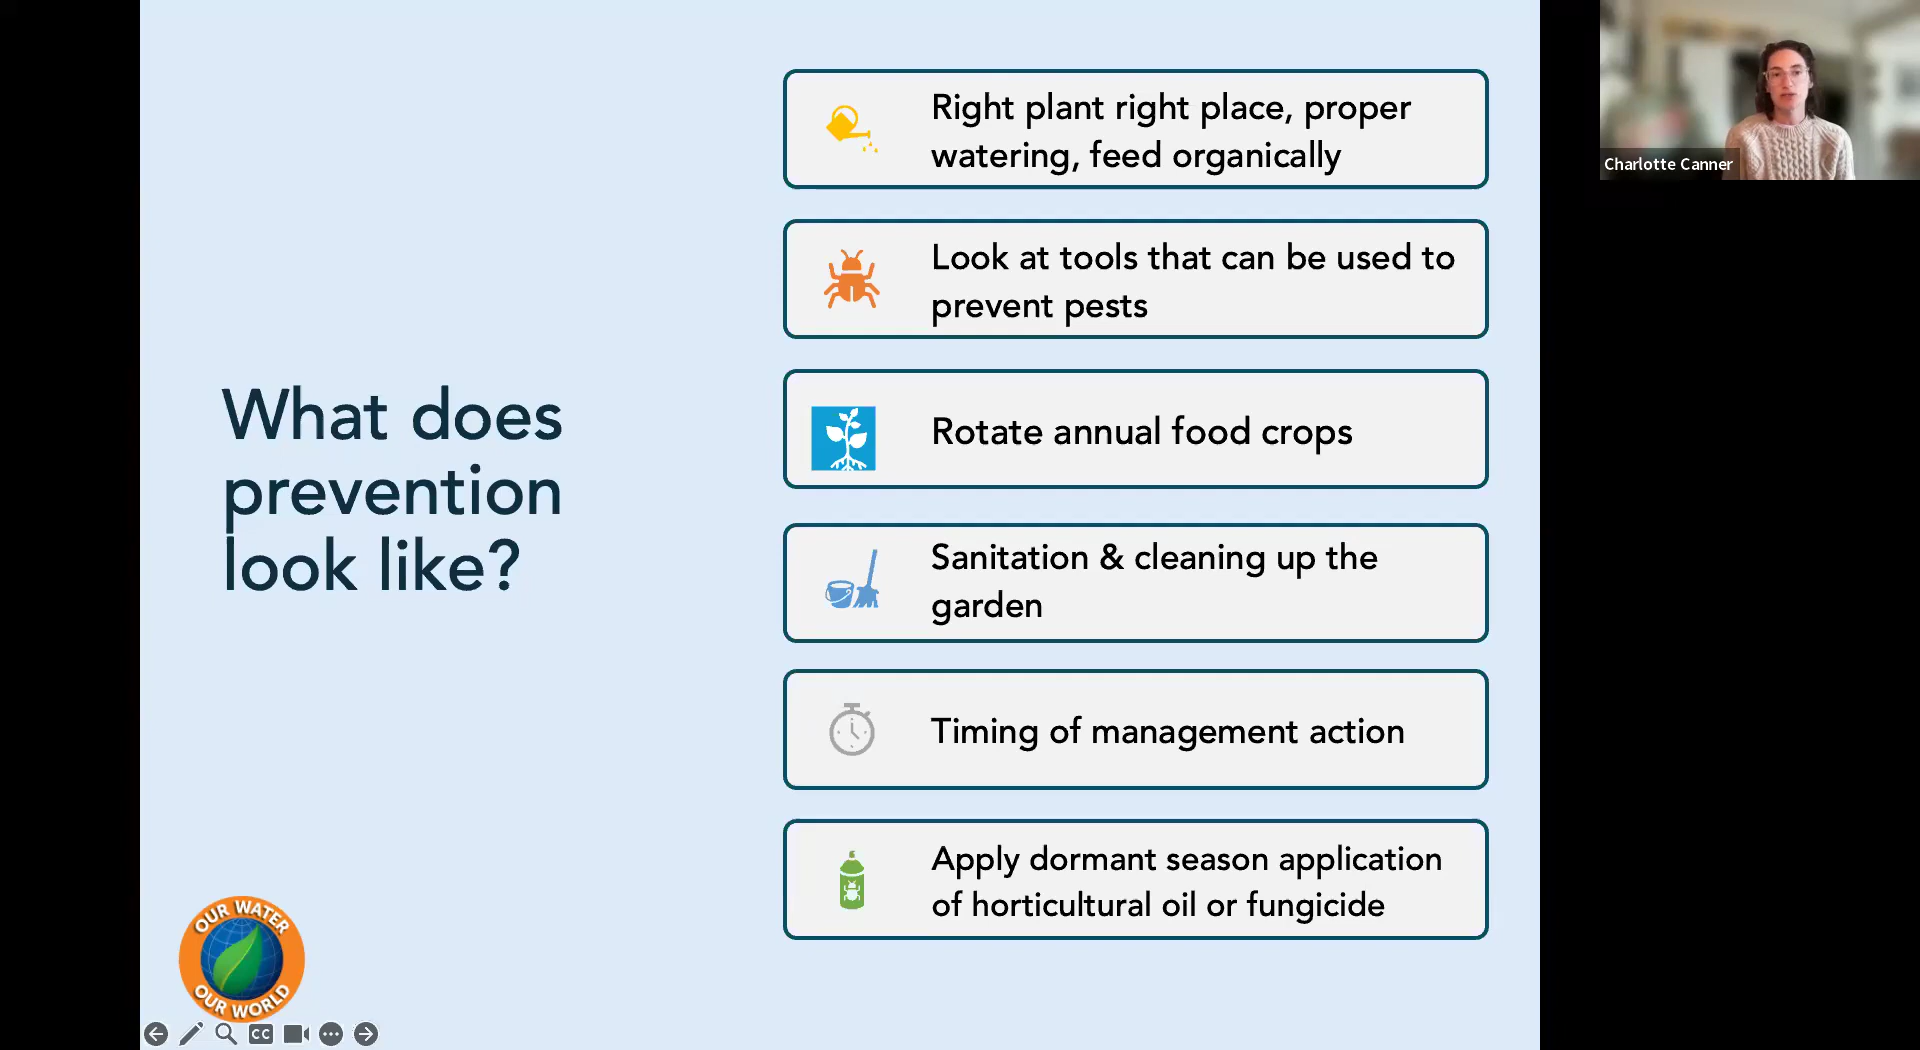 What does
prevention
look like?
Right plant right place, proper
watering, feed organically
Look at tools that can be used to
prevent pests
Rotate annual food crops
Sanitation & cleaning up the
garden
Timing of management action
Apply dormant season application
of horticultural oil or fungicide
OUR WATER
OUR WORLD
CC
Charlotte Canner